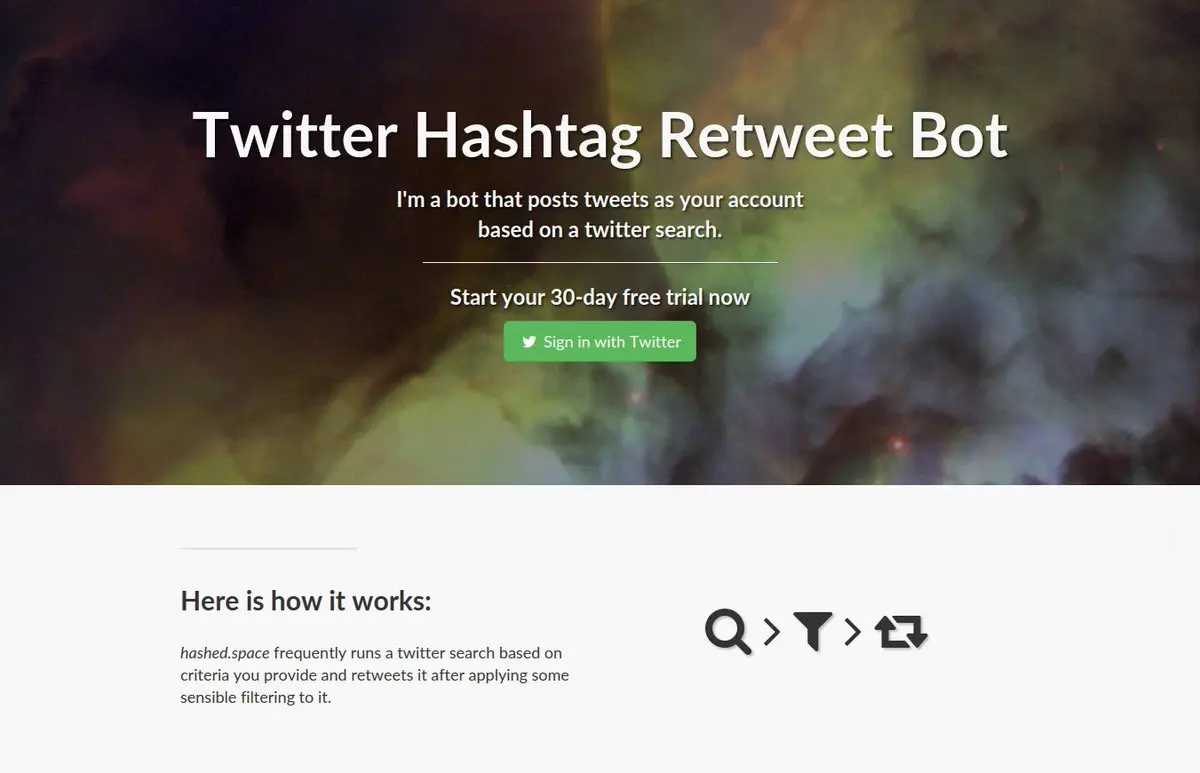 Twitter Hashtag Retweet Bot
I'm a bot that posts tweets as your account
based on a twitter search.
Start your 30-day free trial now
Sign in with Twitter
Here is how it works:
hashed.space frequently runs a twitter search based on
criteria you provide and retweets it after applying some
sensible filtering to it.